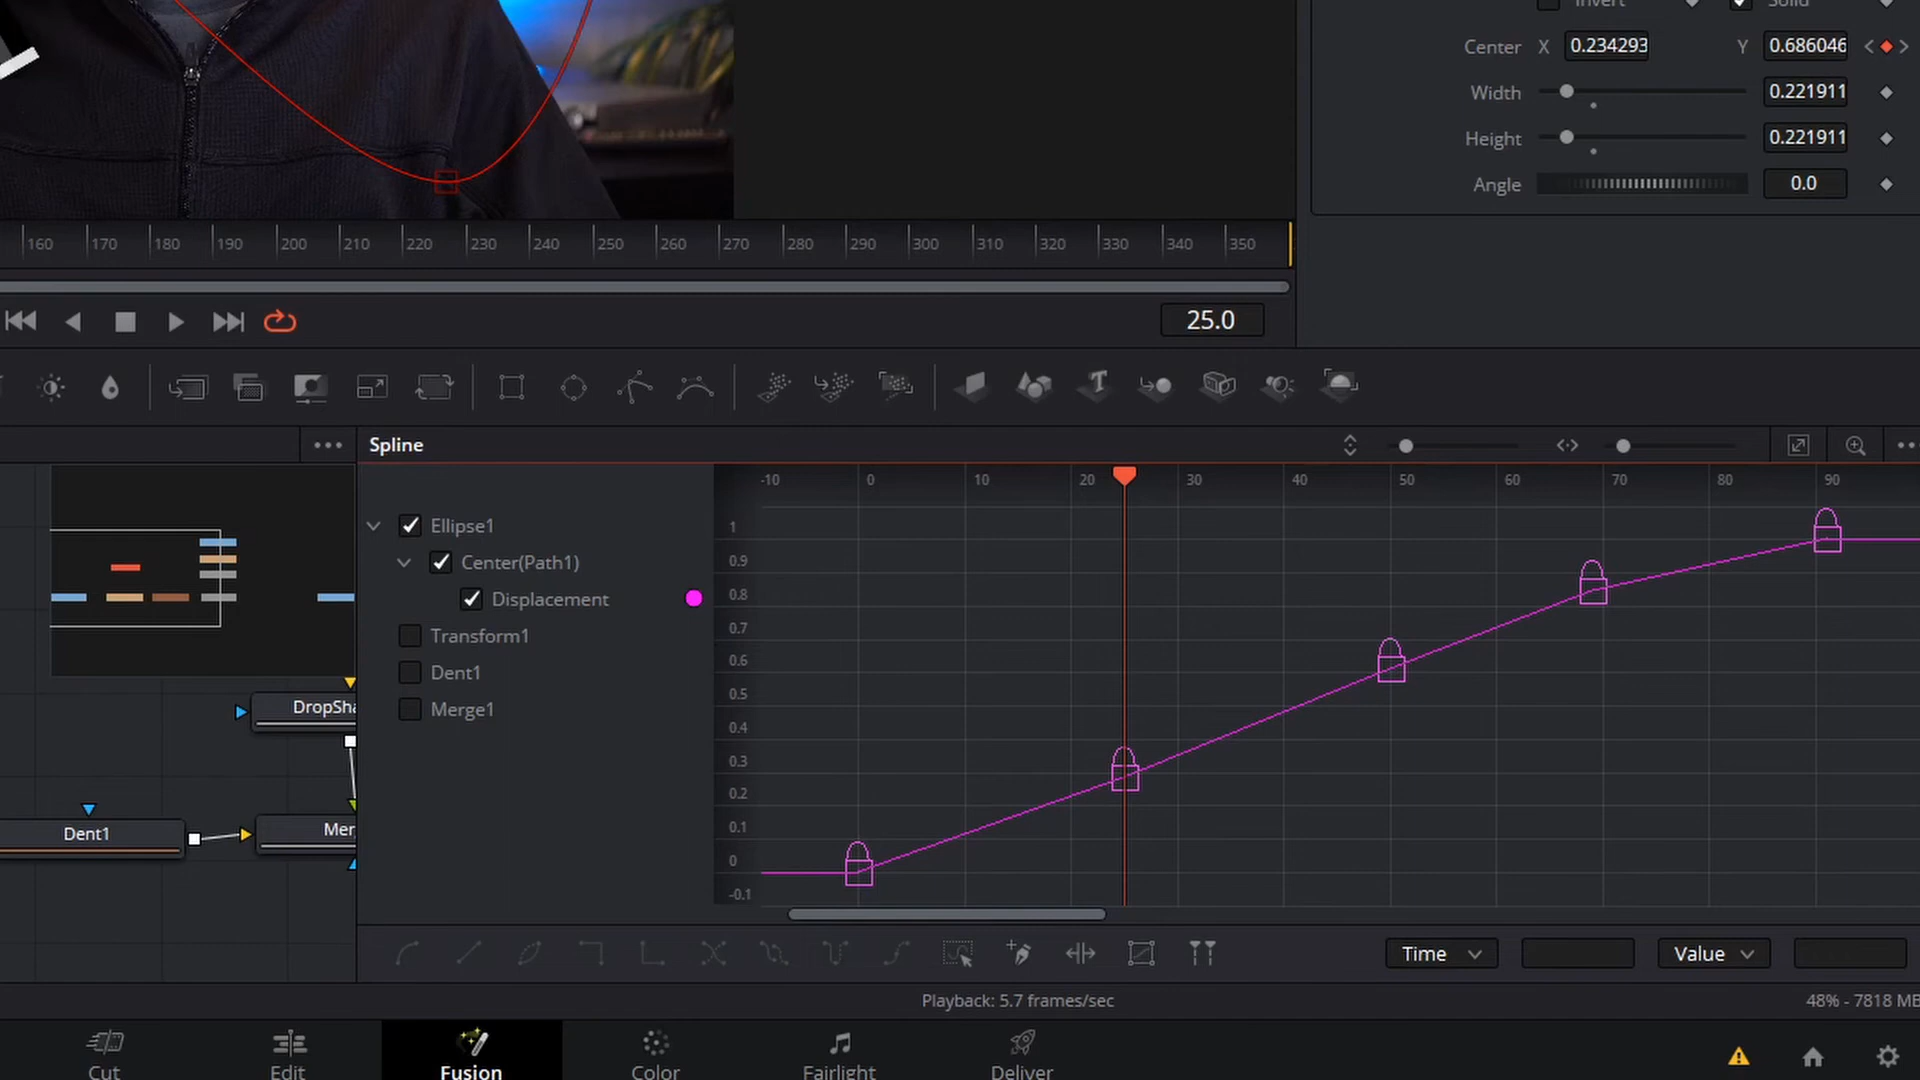 Invert Solid
Center X 0.234293 Y 0.686046
Width 0.221911
Height 0.221911
Angle 0.0
160 170 180 190 200 210 220 230 240 250 260 270 280 290 300 310 320 330 340 350
25.0
Spline
-10 0 10 20 30 40 50 60 70 80 90
Ellipse1
Center(Path1)
Displacement
Transform1
Dent1
Merge1
1
0.9
0.8
0.7
0.6
0.5
0.4
0.3
0.2
0.1
0
-0.1
DropSha
Dent1
Mer
Time Value
Playback: 5.7 frames/sec
48% - 7818 MB
Cut Edit Fusion Color Fairlight Deliver